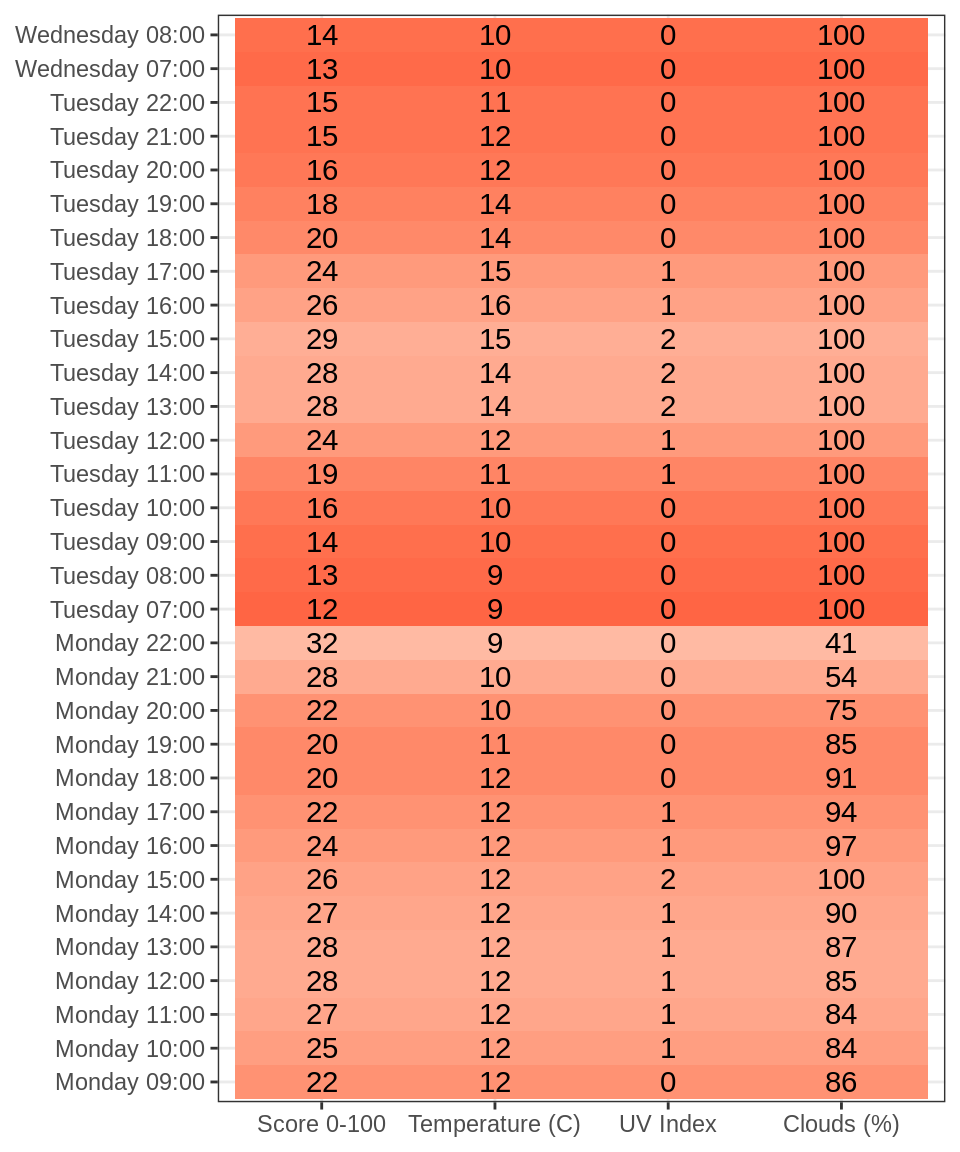 Wednesday 08:00 14 10 0 100
Wednesday 07:00 13 10 0 100
Tuesday 22:00 15 11 0 100
Tuesday 21:00 15 12 0 100
Tuesday 20:00 16 12 0 100
Tuesday 19:00 18 14 0 100
Tuesday 18:00 20 14 0 100
Tuesday 17:00 24 15 1 100
Tuesday 16:00 26 16 1 100
Tuesday 15:00 29 15 2 100
Tuesday 14:00 28 14 2 100
Tuesday 13:00 28 14 2 100
Tuesday 12:00 24 12 1 100
Tuesday 11:00 19 11 1 100
Tuesday 10:00 16 10 0 100
Tuesday 09:00 14 10 0 100
Tuesday 08:00 13 9 0 100
Tuesday 07:00 12 9 0 100
Monday 22:00 32 9 0 41
Monday 21:00 28 10 0 54
Monday 20:00 22 10 0 75
Monday 19:00 20 11 0 85
Monday 18:00 20 12 0 91
Monday 17:00 22 12 1 94
Monday 16:00 24 12 1 97
Monday 15:00 26 12 2 100
Monday 14:00 27 12 1 90
Monday 13:00 28 12 1 87
Monday 12:00 28 12 1 85
Monday 11:00 27 12 1 84
Monday 10:00 25 12 1 84
Monday 09:00 22 12 0 86
Score 0-100 Temperature (C) UV Index Clouds (%)